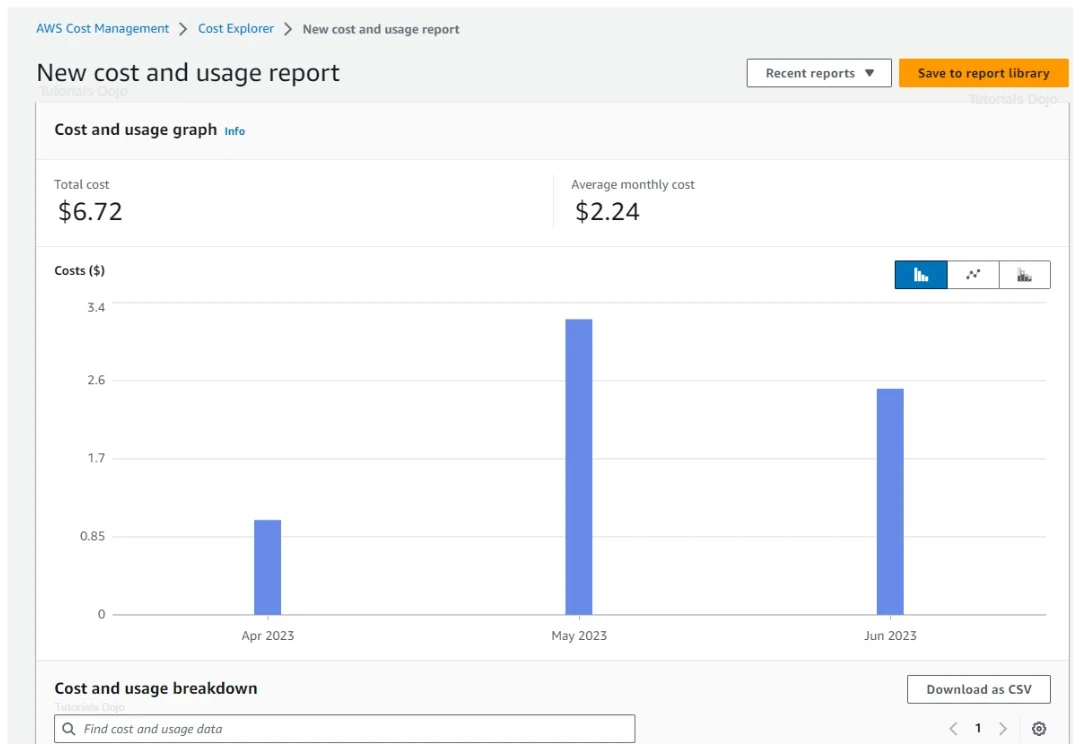 AWS Cost Management > Cost Explorer > New cost and usage report
New cost and usage report
Recent reports ▼
Save to report library
Tutorials Dojo
Tutorials Dojo
Cost and usage graph Info
Total cost
$6.72
Average monthly cost
$2.24
Costs ($)
3.4
2.6
1.7
0.85
0
Apr 2023 May 2023 Jun 2023
Cost and usage breakdown
Download as CSV
Tutorials Dojo
Find cost and usage data
< 1 >